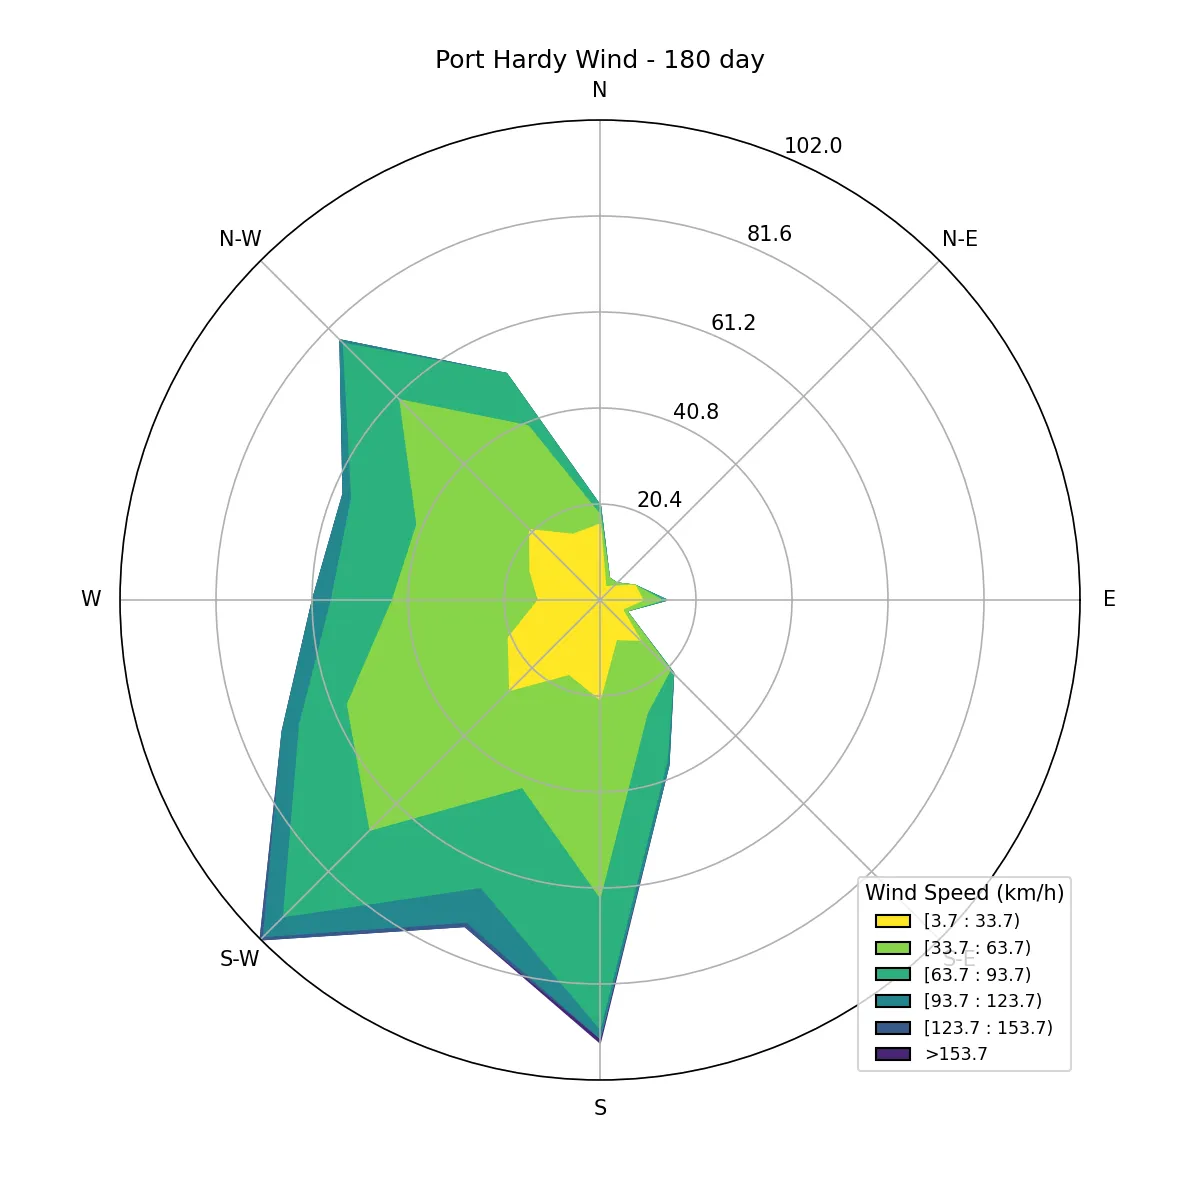 Port Hardy Wind - 180 day
N
102.0
N-W
N-E
81.6
61.2
40.8
20.4
W
E
Wind Speed (km/h)
[3.7 : 33.7)
[33.7 : 63.7)
S-W
S-E
[63.7 : 93.7)
[93.7 : 123.7)
[123.7 : 153.7)
>153.7
S